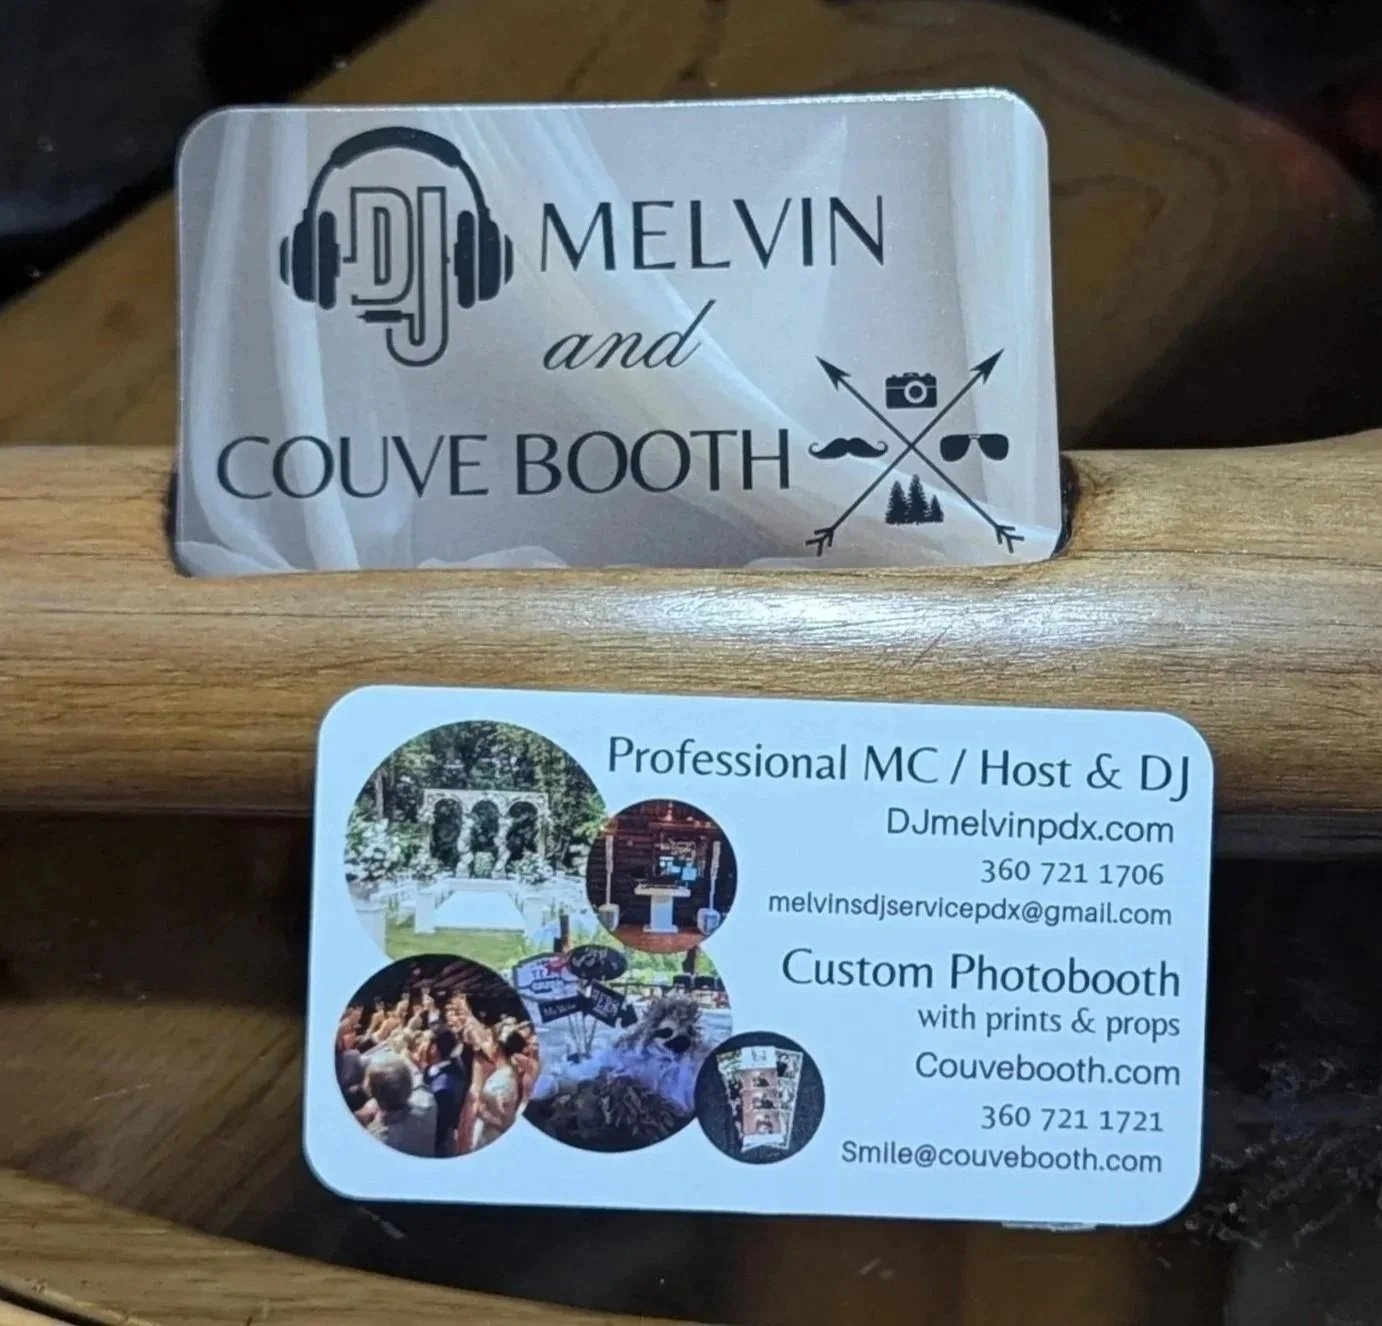 DJ MELVIN
and
COUVE BOOTH
Professional MC / Host & DJ
DJmelvinpdx.com
360 721 1706
melvinsdjservicepdx@gmail.com
Custom Photobooth
with prints & props
Couvebooth.com
360 721 1721
Smile@couvebooth.com